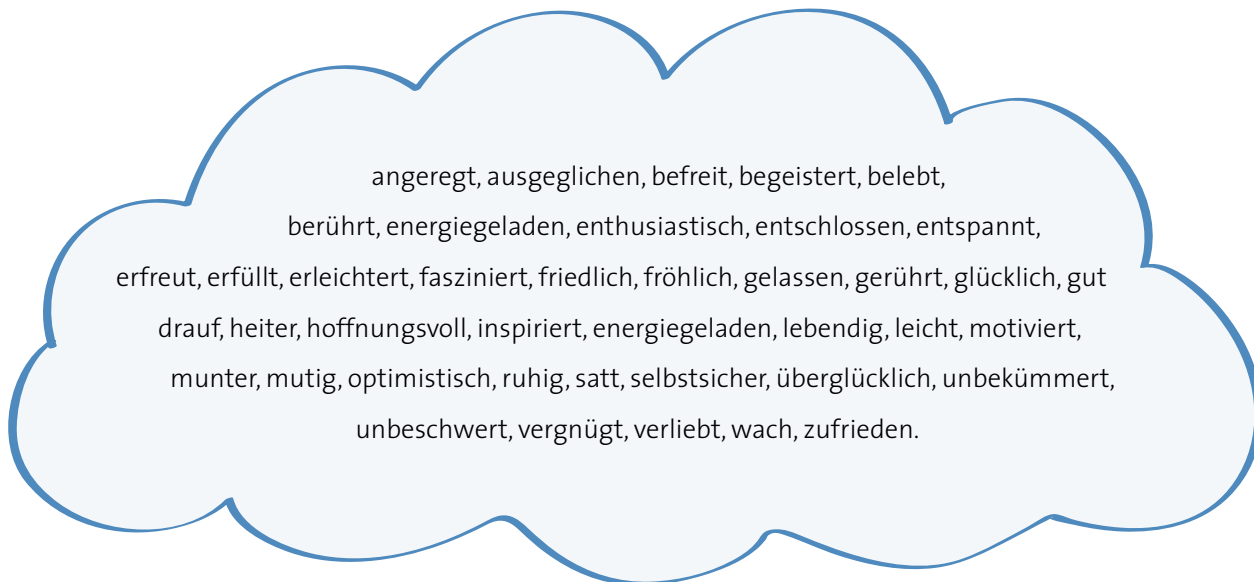 angeregt, ausgeglichen, befreit, begeistert, belebt,
berührt, energiegeladen, enthusiastisch, entschlossen, entspannt,
erfreut, erfüllt, erleichtert, fasziniert, friedlich, fröhlich, gelassen, gerührt, glücklich, gut
drauf, heiter, hoffnungsvoll, inspiriert, energiegeladen, lebendig, leicht, motiviert,
munter, mutig, optimistisch, ruhig, satt, selbstsicher, überglücklich, unbekümmert,
unbeschwert, vergnügt, verliebt, wach, zufrieden.